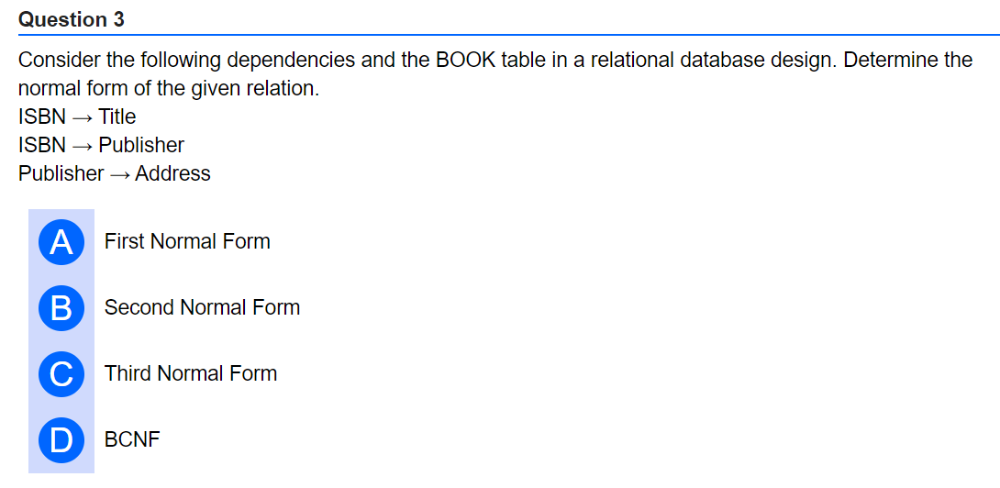 Question 3
Consider the following dependencies and the BOOK table in a relational database design. Determine the
normal form of the given relation.
ISBN → Title
ISBN → Publisher
Publisher → Address
A First Normal Form
B Second Normal Form
C Third Normal Form
D BCNF